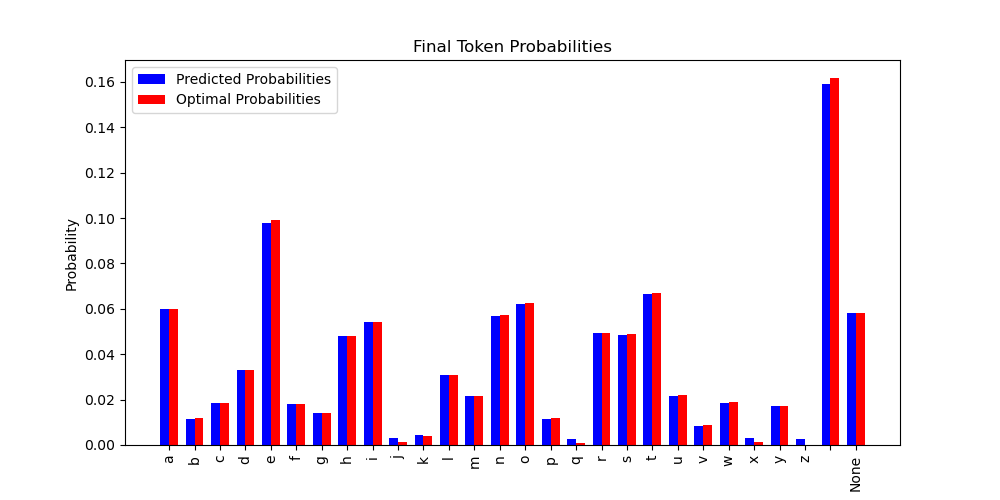 Final Token Probabilities
Predicted Probabilities
Optimal Probabilities
Probability
0.16
0.14
0.12
0.10
0.08
0.06
0.04
0.02
0.00
a b c d e f g h i j k l m n o p q r s t u v w x y z None